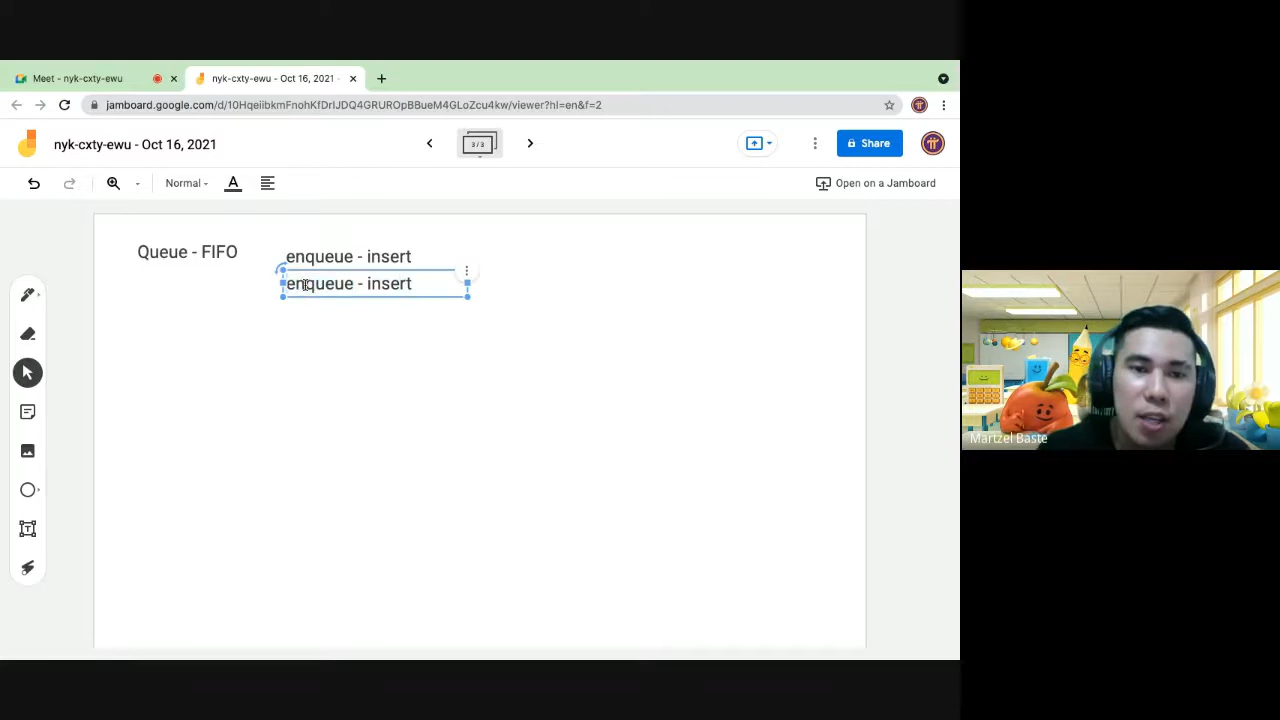 Meet - nyk-cxty-ewu
nyk-cxty-ewu - Oct 16, 2021 -
jamboard.google.com/d/10HqeiibkmFnohKfDrIJDQ4GRUROpBBueM4GLoZcu4kw/viewer?hl=en&f=2
nyk-cxty-ewu - Oct 16, 2021
3 / 3
Share
Normal
A
Open on a Jamboard
Queue - FIFO
enqueue - insert
enqueue - insert
T
Martzel Baste